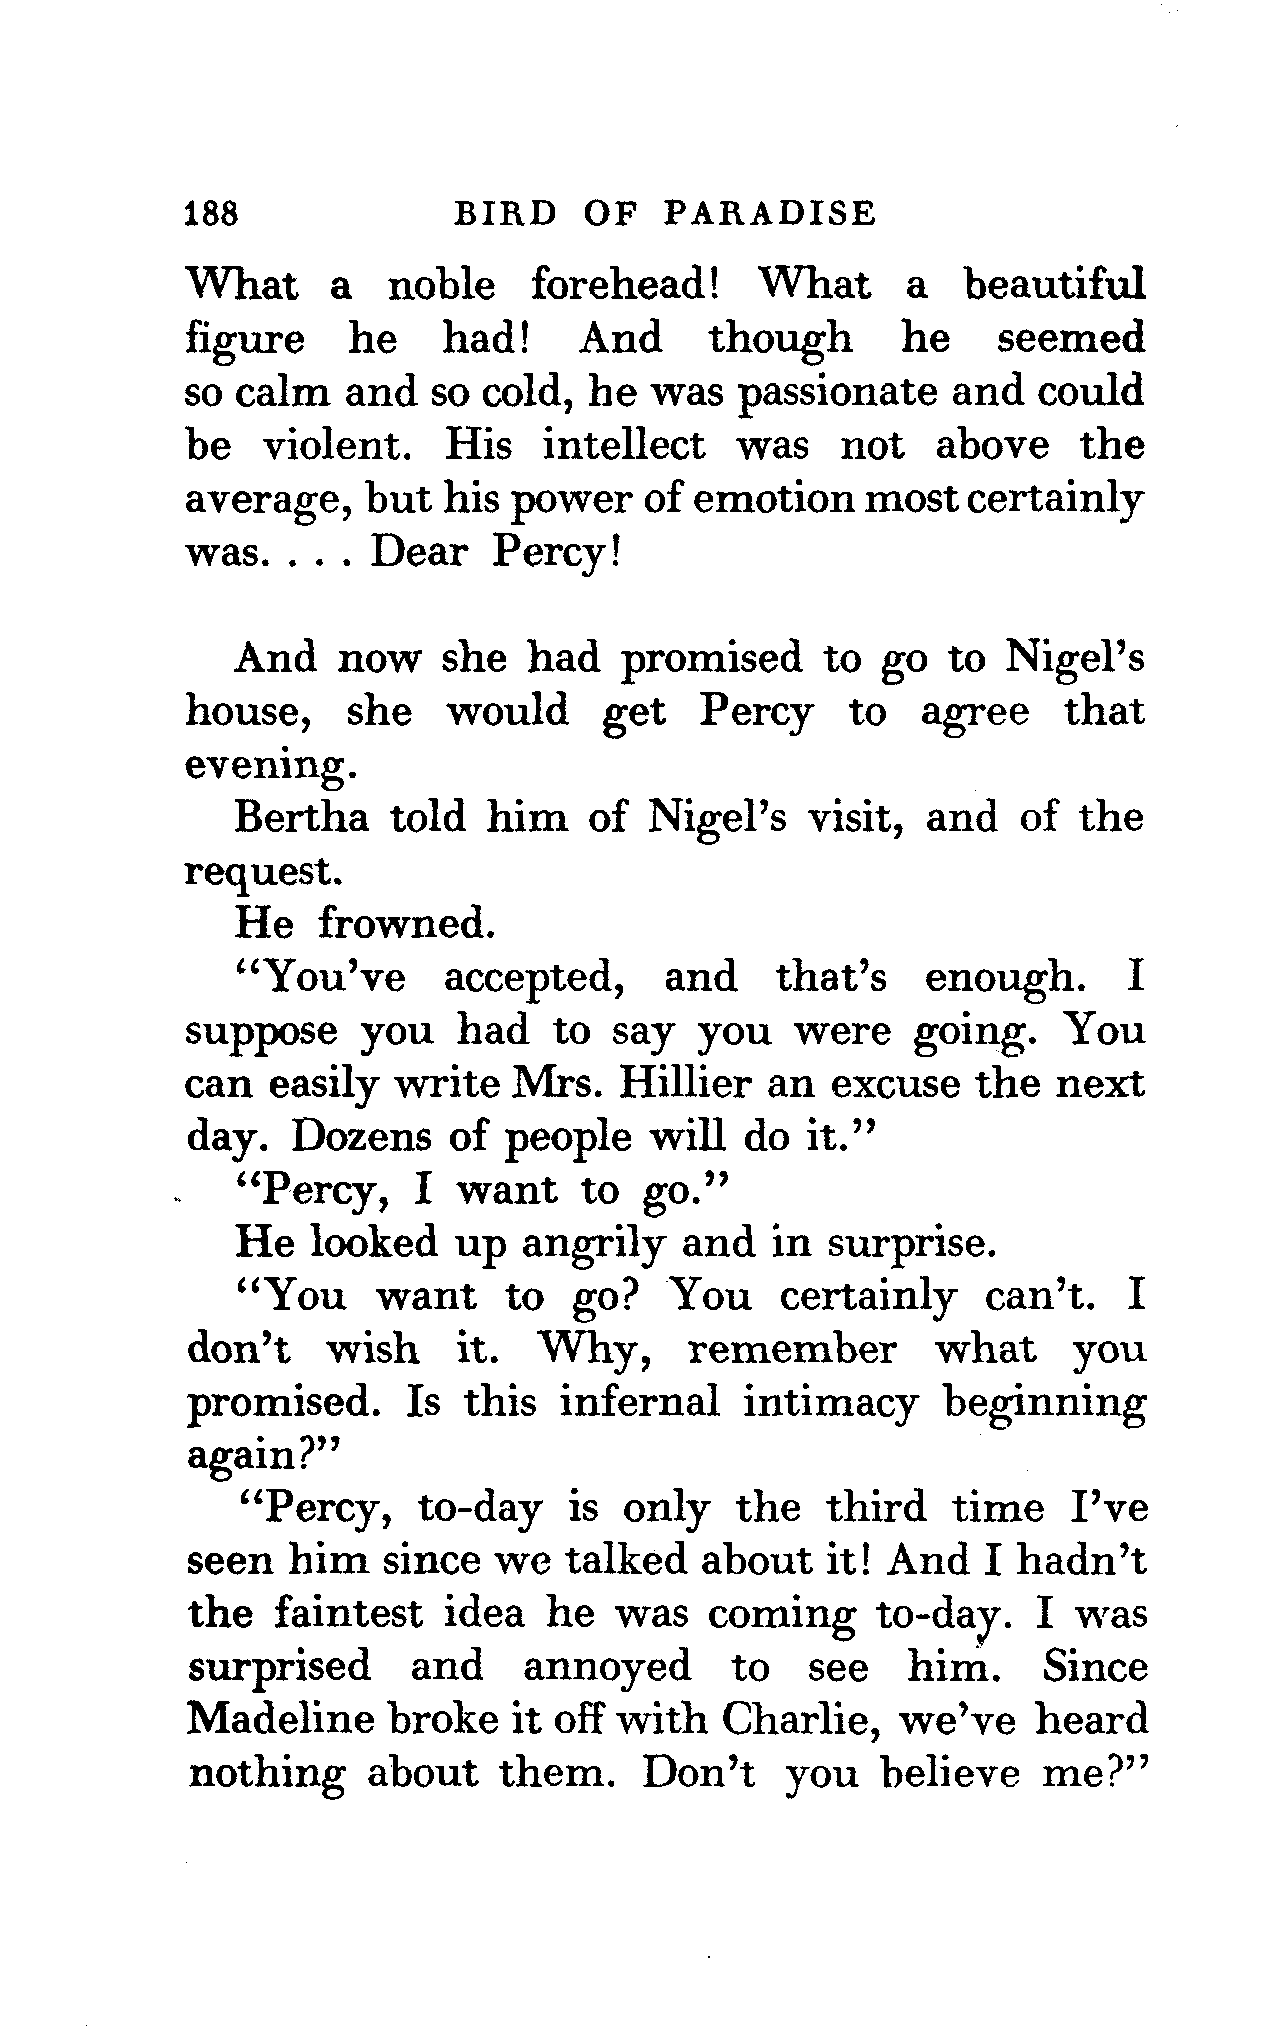 188 BIRD OF PARADISE
What a noble forehead! What a beautiful
figure he had! And though he seemed
so calm and so cold, he was passionate and could
be violent. His intellect was not above the
average, but his power of emotion most certainly
was. . . . Dear Percy!
And now she had promised to go to Nigel's
house, she would get Percy to agree that
evening.
Bertha told him of Nigel's visit, and of the
request.
He frowned.
"You've accepted, and that's enough. I
suppose you had to say you were going. You
can easily write Mrs. Hillier an excuse the next
day. Dozens of people will do it."
"Percy, I want to go."
He looked up angrily and in surprise.
"You want to go? You certainly can't. I
don't wish it. Why, remember what you
promised. Is this infernal intimacy beginning
again?"
"Percy, to-day is only the third time I've
seen him since we talked about it! And I hadn't
the faintest idea he was coming to-day. I was
surprised and annoyed to see him. Since
Madeline broke it off with Charlie, we've heard
nothing about them. Don't you believe me?"